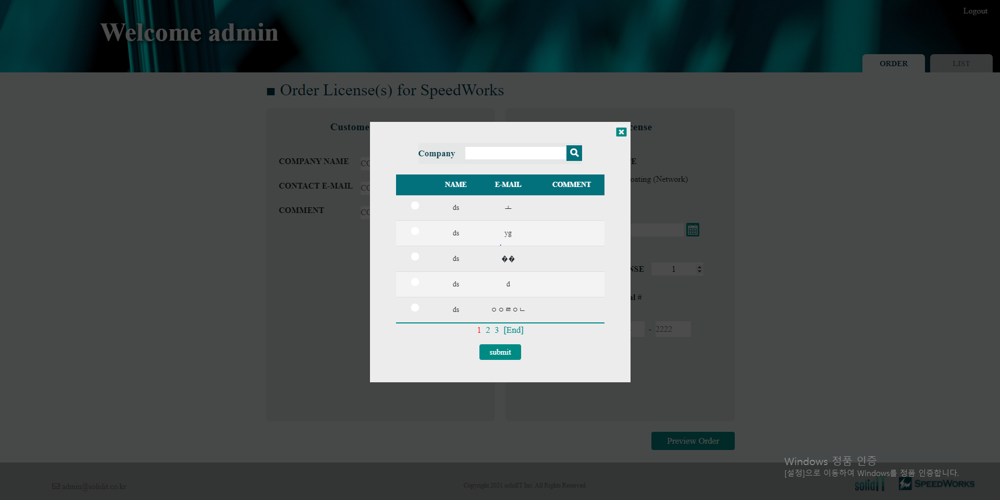 Logout
Welcome admin
ORDER
LIST
■ Order License(s) for SpeedWorks
Custome
cense
Company
COMPANY NAME
CO
CONTACT E-MAIL
CO
COMMENT
CO
NAME E-MAIL COMMENT
ds ㅗ
ds yg
ds ��
ds d
ds ㅇㅇㄹㅇㄴ
1 2 3 [End]
submit
E
oating (Network)
NSE 1
al #
- 2222
Preview Order
Windows 정품 인증
[설정]으로 이동하여 Windows를 정품 인증합니다.
admin@solidit.co.kr
Copyright 2021 solidIT Inc. All Rights Reserved.
solidIT
SPEEDWORKS